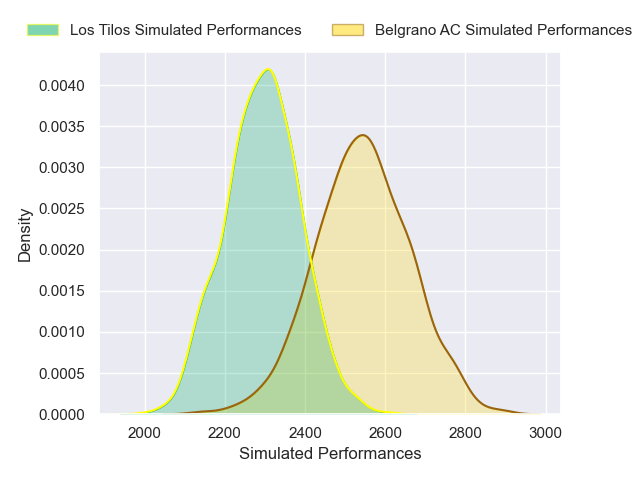 Los Tilos Simulated Performances Belgrano AC Simulated Performances
0.0040
0.0035
0.0030
0.0025
0.0020
0.0015
0.0010
0.0005
0.0000
Density
2000 2200 2400 2600 2800 3000
Simulated Performances